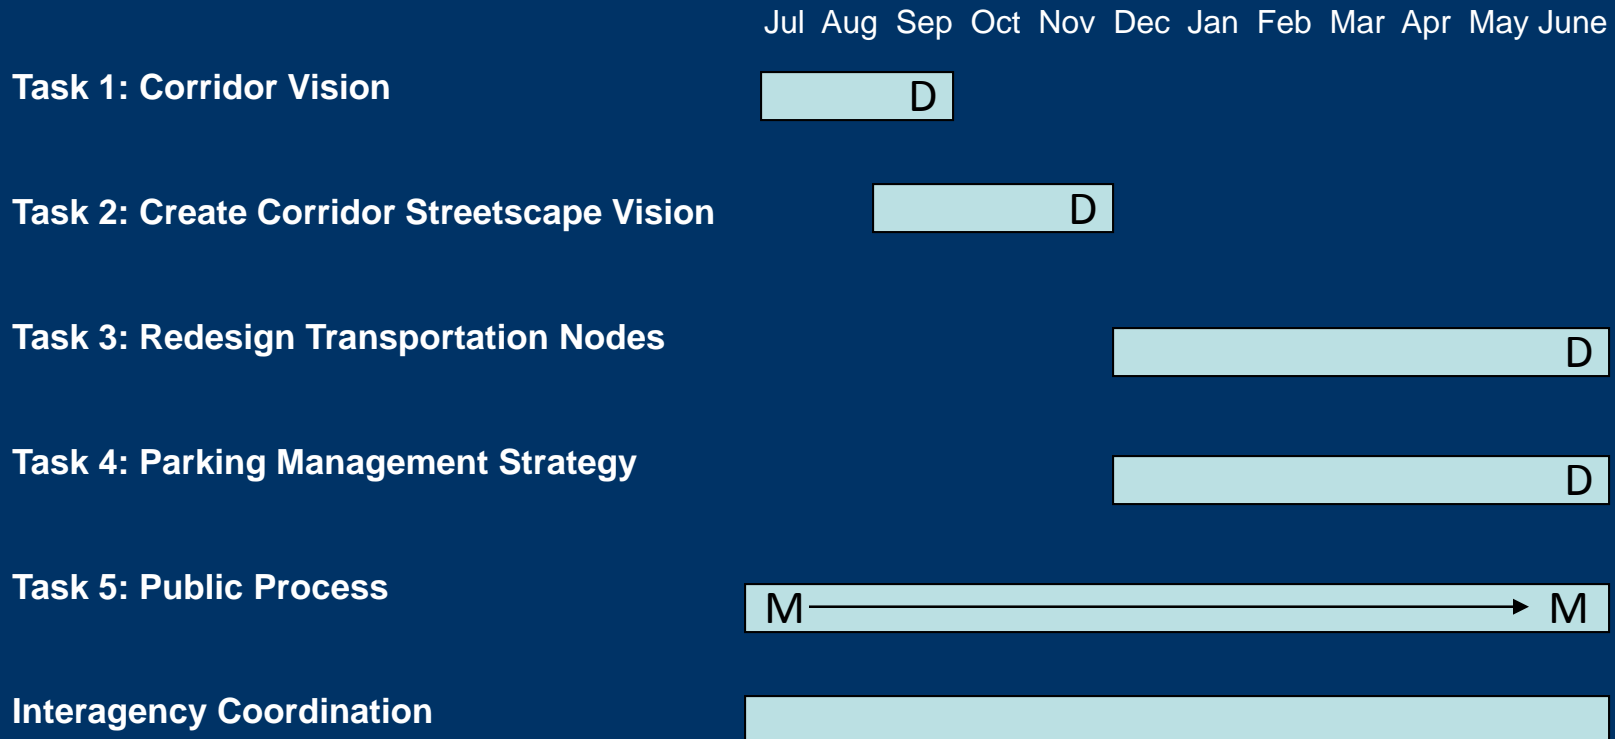 Jul Aug Sep Oct Nov Dec Jan Feb Mar Apr May June
Task 1: Corridor Vision
D
Task 2: Create Corridor Streetscape Vision
D
Task 3: Redesign Transportation Nodes
D
Task 4: Parking Management Strategy
D
Task 5: Public Process
M M
Interagency Coordination